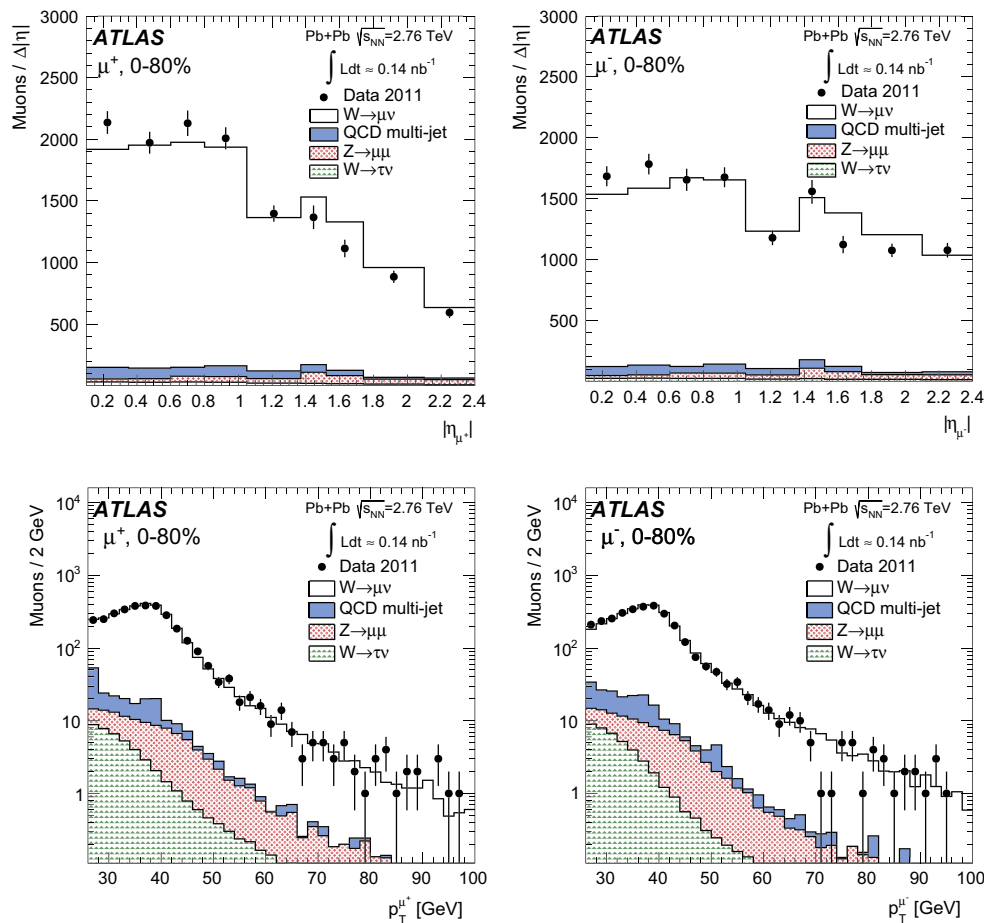 3000
2500
2000
1500
1000
500
Muons / Δ|η|
ATLAS
μ⁺, 0-80%
Pb+Pb √s_NN=2.76 TeV
∫ Ldt ≈ 0.14 nb⁻¹
Data 2011
W→μν
QCD multi-jet
Z→μμ
W→τν
0.2 0.4 0.6 0.8 1 1.2 1.4 1.6 1.8 2 2.2 2.4
|η_μ⁺|
3000
2500
2000
1500
1000
500
Muons / Δ|η|
ATLAS
μ⁻, 0-80%
Pb+Pb √s_NN=2.76 TeV
∫ Ldt ≈ 0.14 nb⁻¹
Data 2011
W→μν
QCD multi-jet
Z→μμ
W→τν
0.2 0.4 0.6 0.8 1 1.2 1.4 1.6 1.8 2 2.2 2.4
|η_μ⁻|
10⁴
10³
10²
10
1
Muons / 2 GeV
ATLAS
μ⁺, 0-80%
Pb+Pb √s_NN=2.76 TeV
∫ Ldt ≈ 0.14 nb⁻¹
Data 2011
W→μν
QCD multi-jet
Z→μμ
W→τν
30 40 50 60 70 80 90 100
p_T^μ⁺ [GeV]
10⁴
10³
10²
10
1
Muons / 2 GeV
ATLAS
μ⁻, 0-80%
Pb+Pb √s_NN=2.76 TeV
∫ Ldt ≈ 0.14 nb⁻¹
Data 2011
W→μν
QCD multi-jet
Z→μμ
W→τν
30 40 50 60 70 80 90 100
p_T^μ⁻ [GeV]